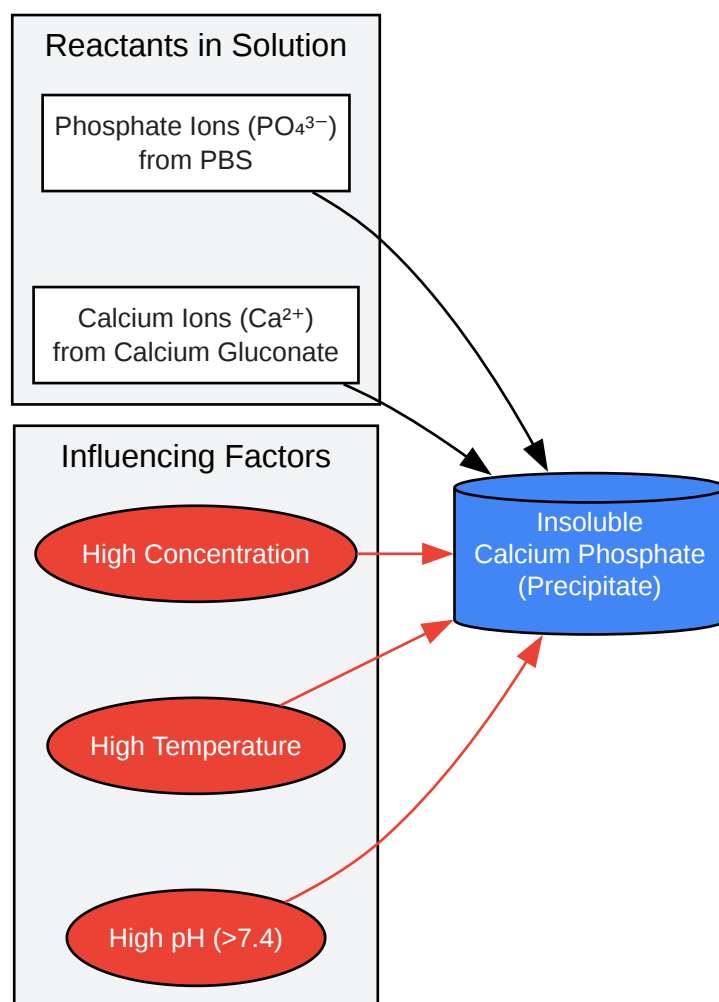 Reactants in Solution
Phosphate Ions (PO₄³⁻)
from PBS
Calcium Ions (Ca²⁺)
from Calcium Gluconate
Influencing Factors
High Concentration
High Temperature
High pH (>7.4)
Insoluble
Calcium Phosphate
(Precipitate)